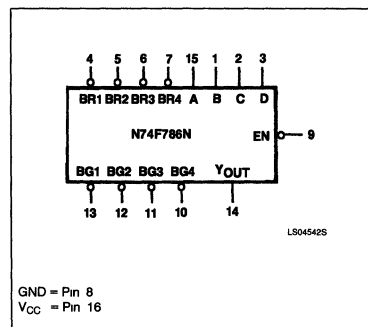 4 5 6 7 15 1 2 3
BR1 BR2 BR3 BR4 A B C D
N74F786N
EN 9
BG1 BG2 BG3 BG4 YOUT
13 12 11 10 14
LS04542S
GND = Pin 8
VCC = Pin 16